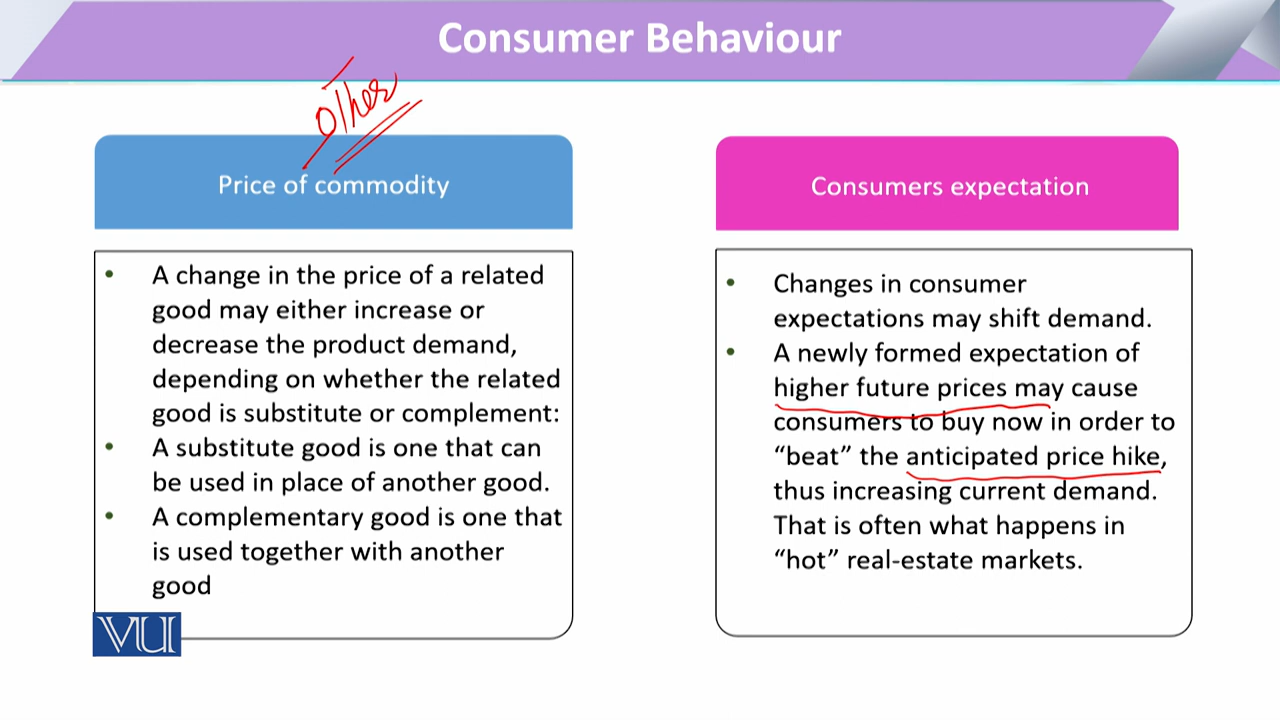 Consumer Behaviour
other
Price of commodity
A change in the price of a related
good may either increase or
decrease the product demand,
depending on whether the related
good is substitute or complement:
A substitute good is one that can
be used in place of another good.
A complementary good is one that
is used together with another
good
VU
Consumers expectation
Changes in consumer
expectations may shift demand.
A newly formed expectation of
higher future prices may cause
consumers to buy now in order to
“beat” the anticipated price hike,
thus increasing current demand.
That is often what happens in
“hot” real-estate markets.